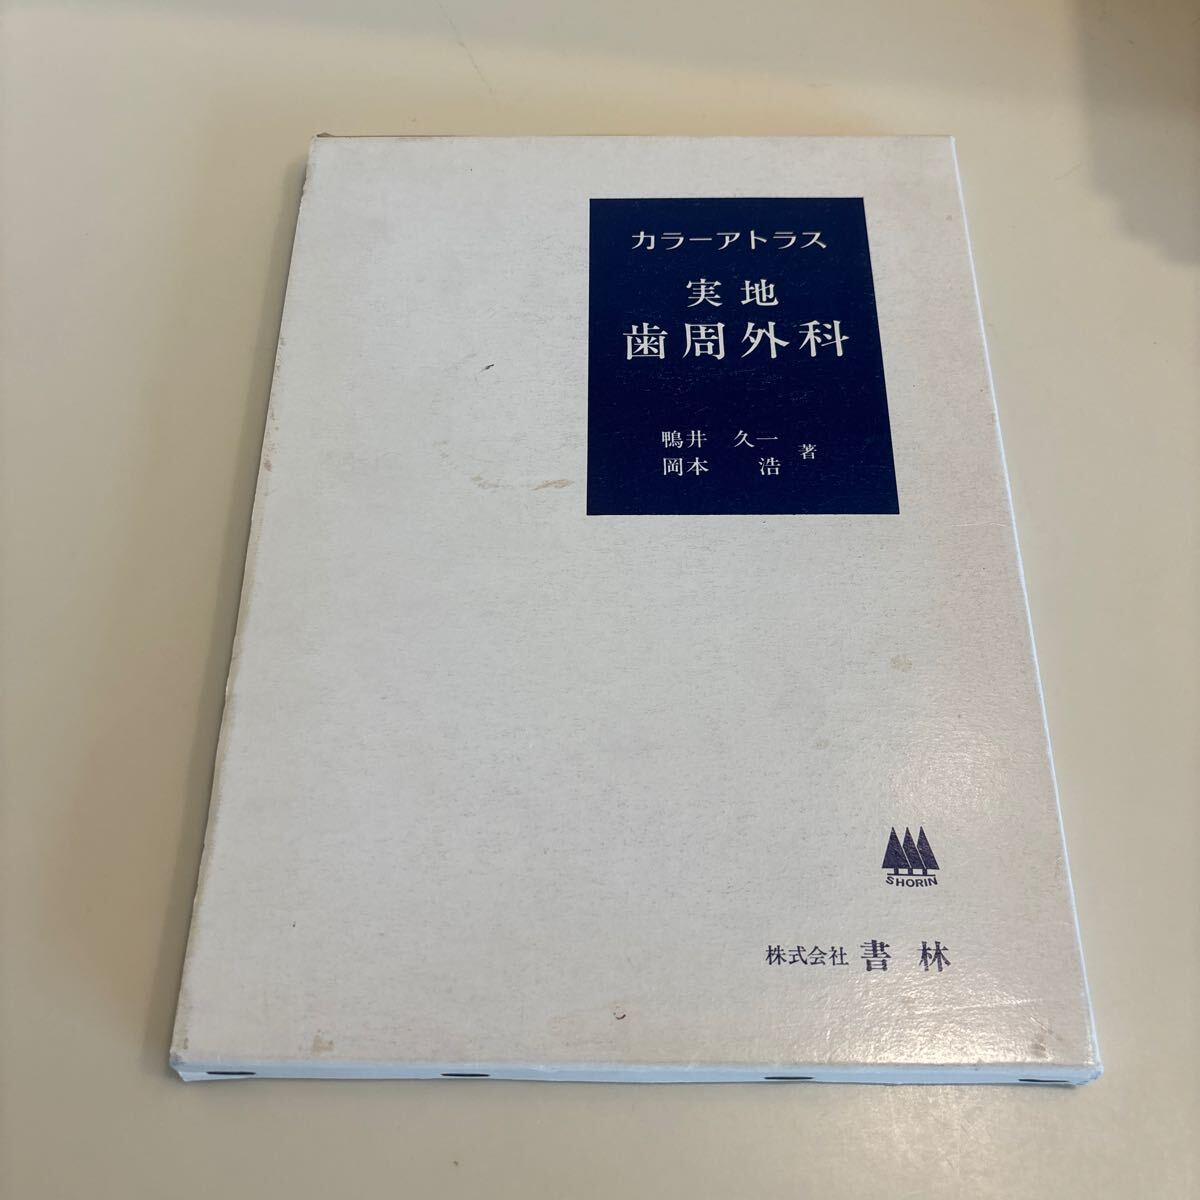 カラーアトラス
実地
歯周外科
鴨井 久一
岡本 浩 著
SHORIN
株式会社 書林